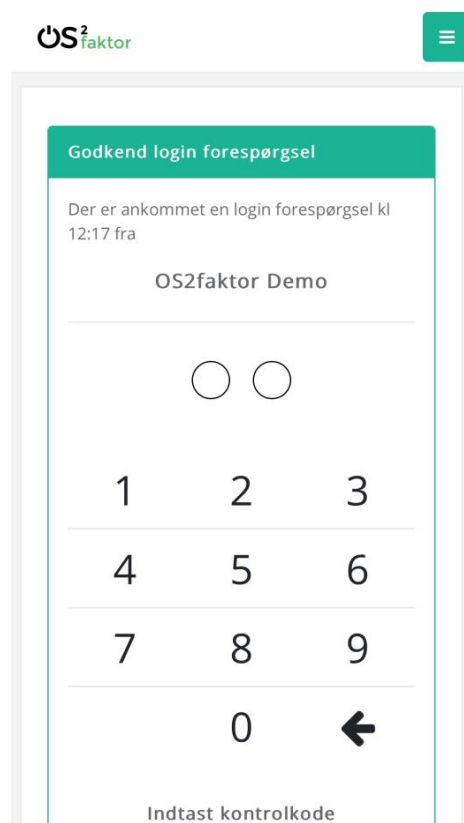 OS2faktor
Godkend login forespørgsel
Der er ankommet en login forespørgsel kl
12:17 fra
OS2faktor Demo
1 2 3
4 5 6
7 8 9
0
Indtast kontrolkode